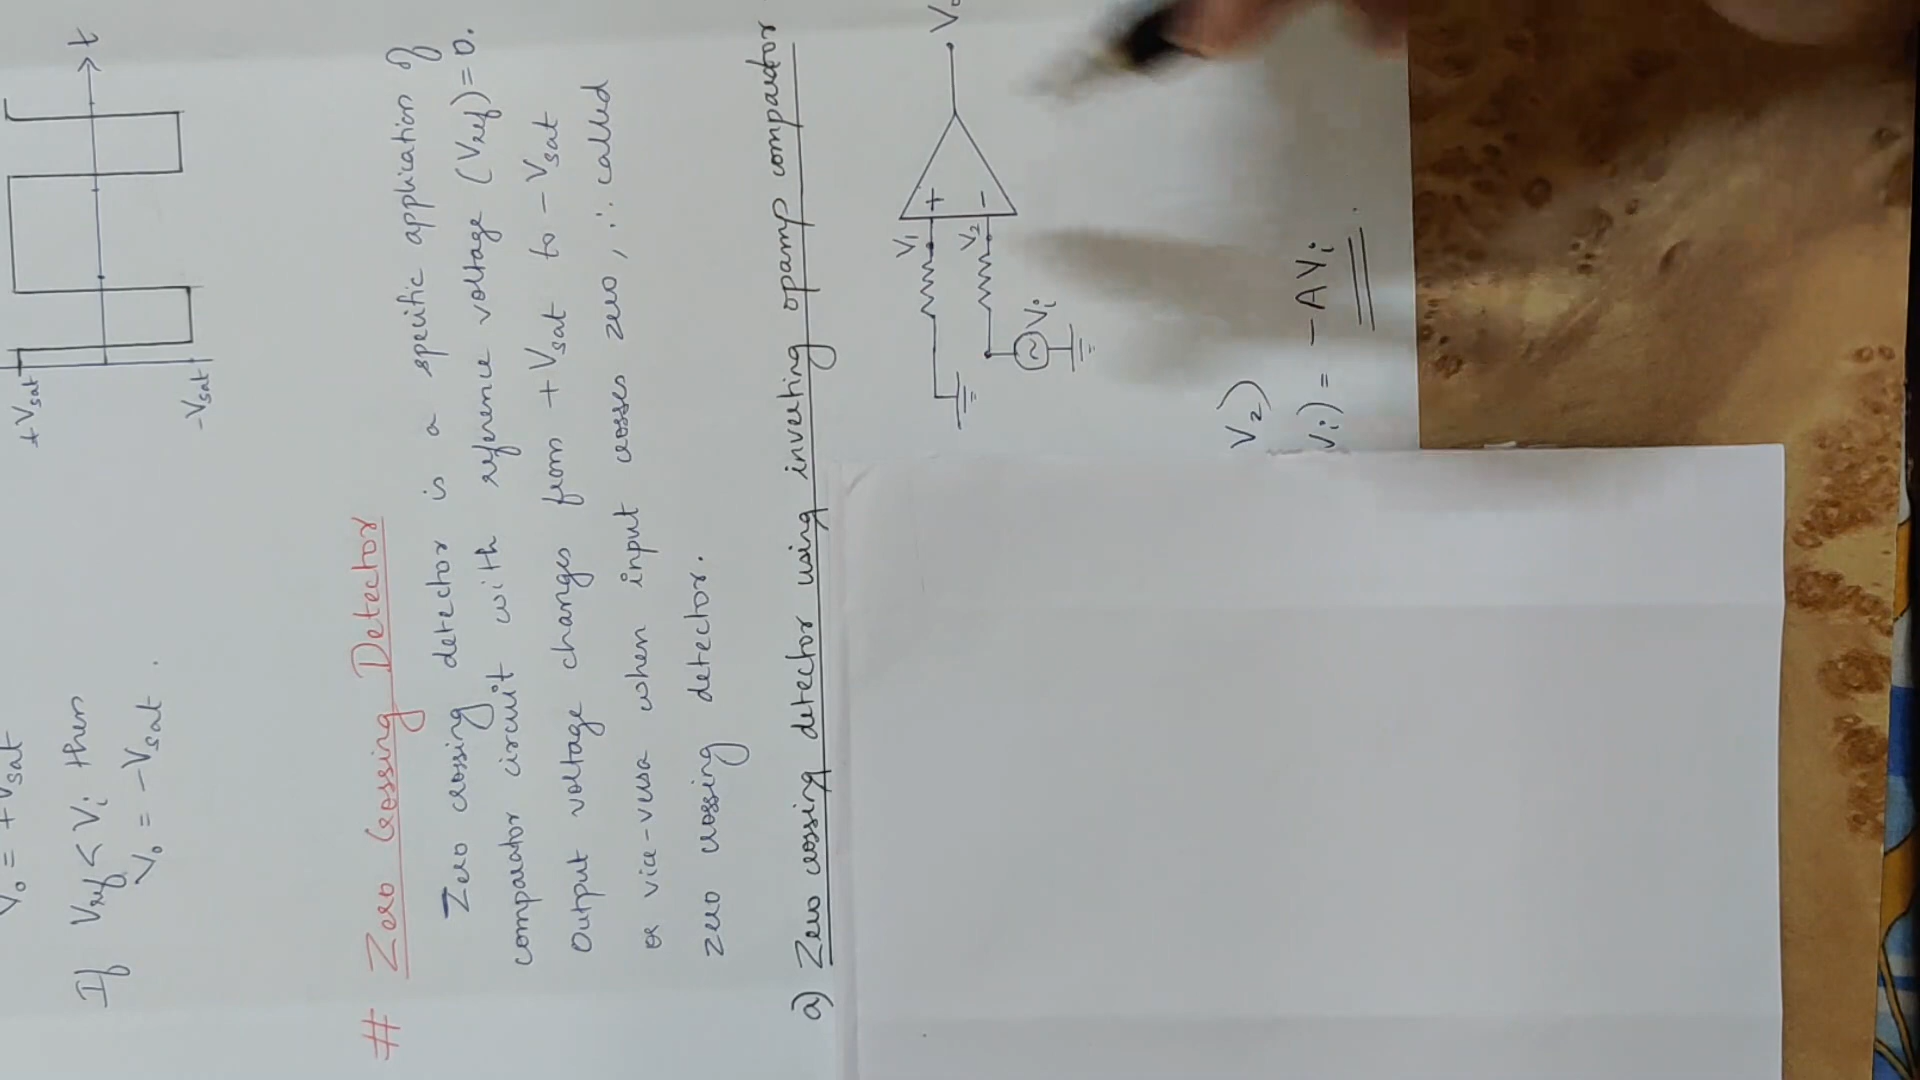 V₀ = +Vsat
If Vref < Vi then
V₀ = -Vsat .
+Vsat
-Vsat
t
# Zero Crossing Detector
Zero crossing detector is a specific application of
comparator circuit with reference voltage (Vref) = 0.
Output voltage changes from +Vsat to -Vsat
or vice-versa when input crosses zero, ∴ called
zero crossing detector.
a) Zero crossing detector using inverting opamp comparator
V₁
V₂
+
-
Vi
V₂)
Vi) = -AVi